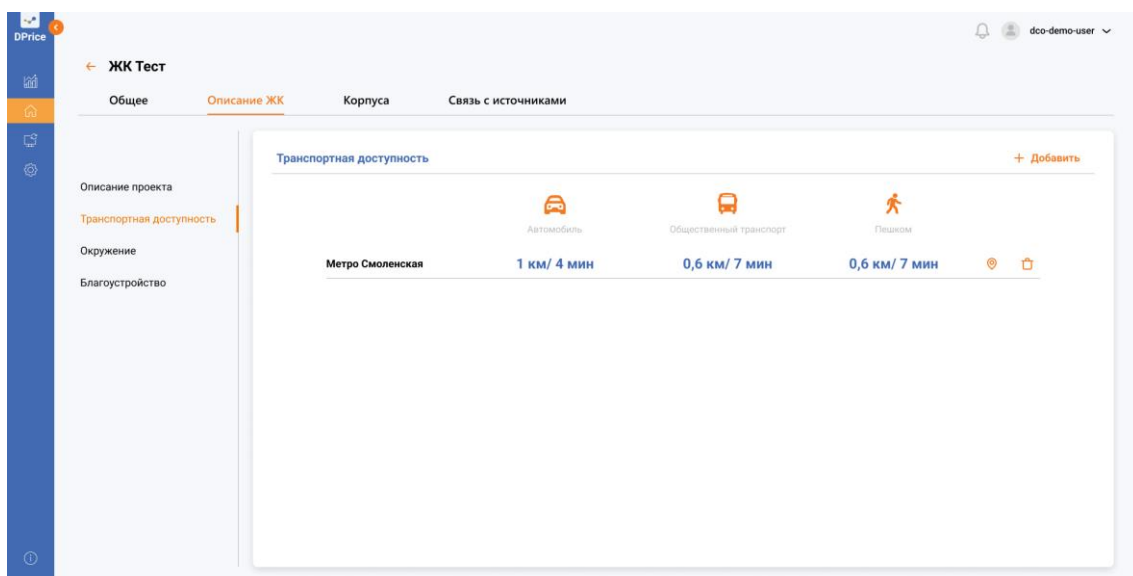 DPrice
dco-demo-user
ЖК Тест
Общее Описание ЖК Корпуса Связь с источниками
Транспортная доступность + Добавить
Описание проекта
Транспортная доступность
Окружение
Благоустройство
Автомобиль Общественный транспорт Пешком
Метро Смоленская 1 км/ 4 мин 0,6 км/ 7 мин 0,6 км/ 7 мин